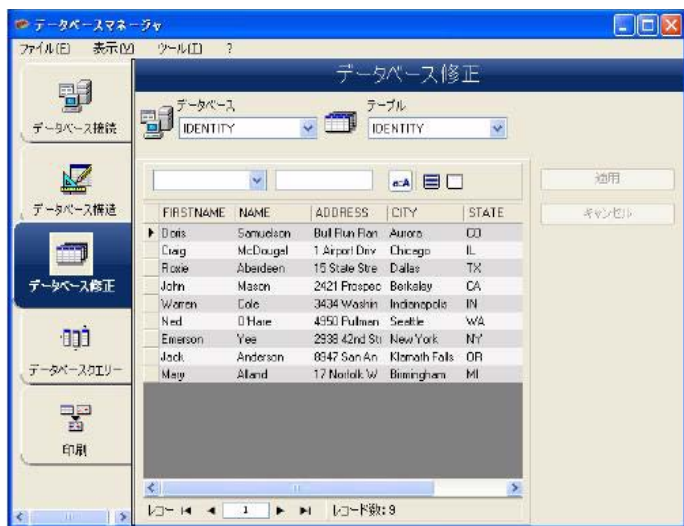 データベースマネージャ
ファイル(F) 表示(V) ツール(T) ?
データベース接続
データベース構造
データベース修正
データベースクエリー
印刷
データベース修正
データベース テーブル
IDENTITY IDENTITY
a:A
適用
キャンセル
FIRSTNAME NAME ADDRESS CITY STATE
Doris Samuelson Bull Run Ran Aurora CO
Craig McDougal 1 Airport Driv Chicago IL
Roxie Aberdeen 15 State Stre Dallas TX
John Mason 2421 Prospec Berkeley CA
Warren Cole 3434 Washin Indianapolis IN
Ned O'Hare 4950 Pullman Seattle WA
Emerson Yee 2938 42nd Str New York NY
Jack Anderson 8947 San An Klamath Falls OR
Mary Alland 17 Norfolk W Birmingham MI
レコー 1 レコード数: 9